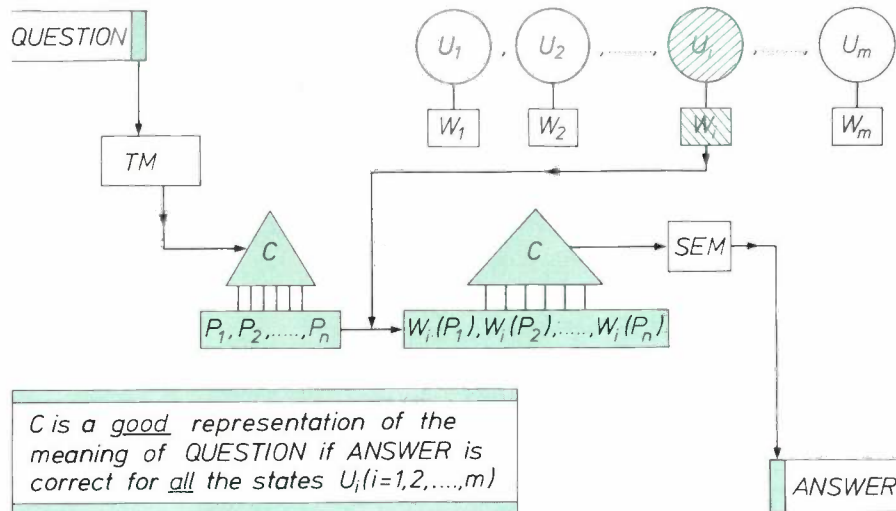 QUESTION
U₁ , U₂ ,........, Uᵢ ,........, Uₘ
W₁ W₂ Wᵢ Wₘ
TM
C C SEM
P₁, P₂, ....., Pₙ Wᵢ(P₁), Wᵢ(P₂), ....., Wᵢ(Pₙ)
C is a good representation of the
meaning of QUESTION if ANSWER is
correct for all the states Uᵢ(i=1,2,....,m)
ANSWER